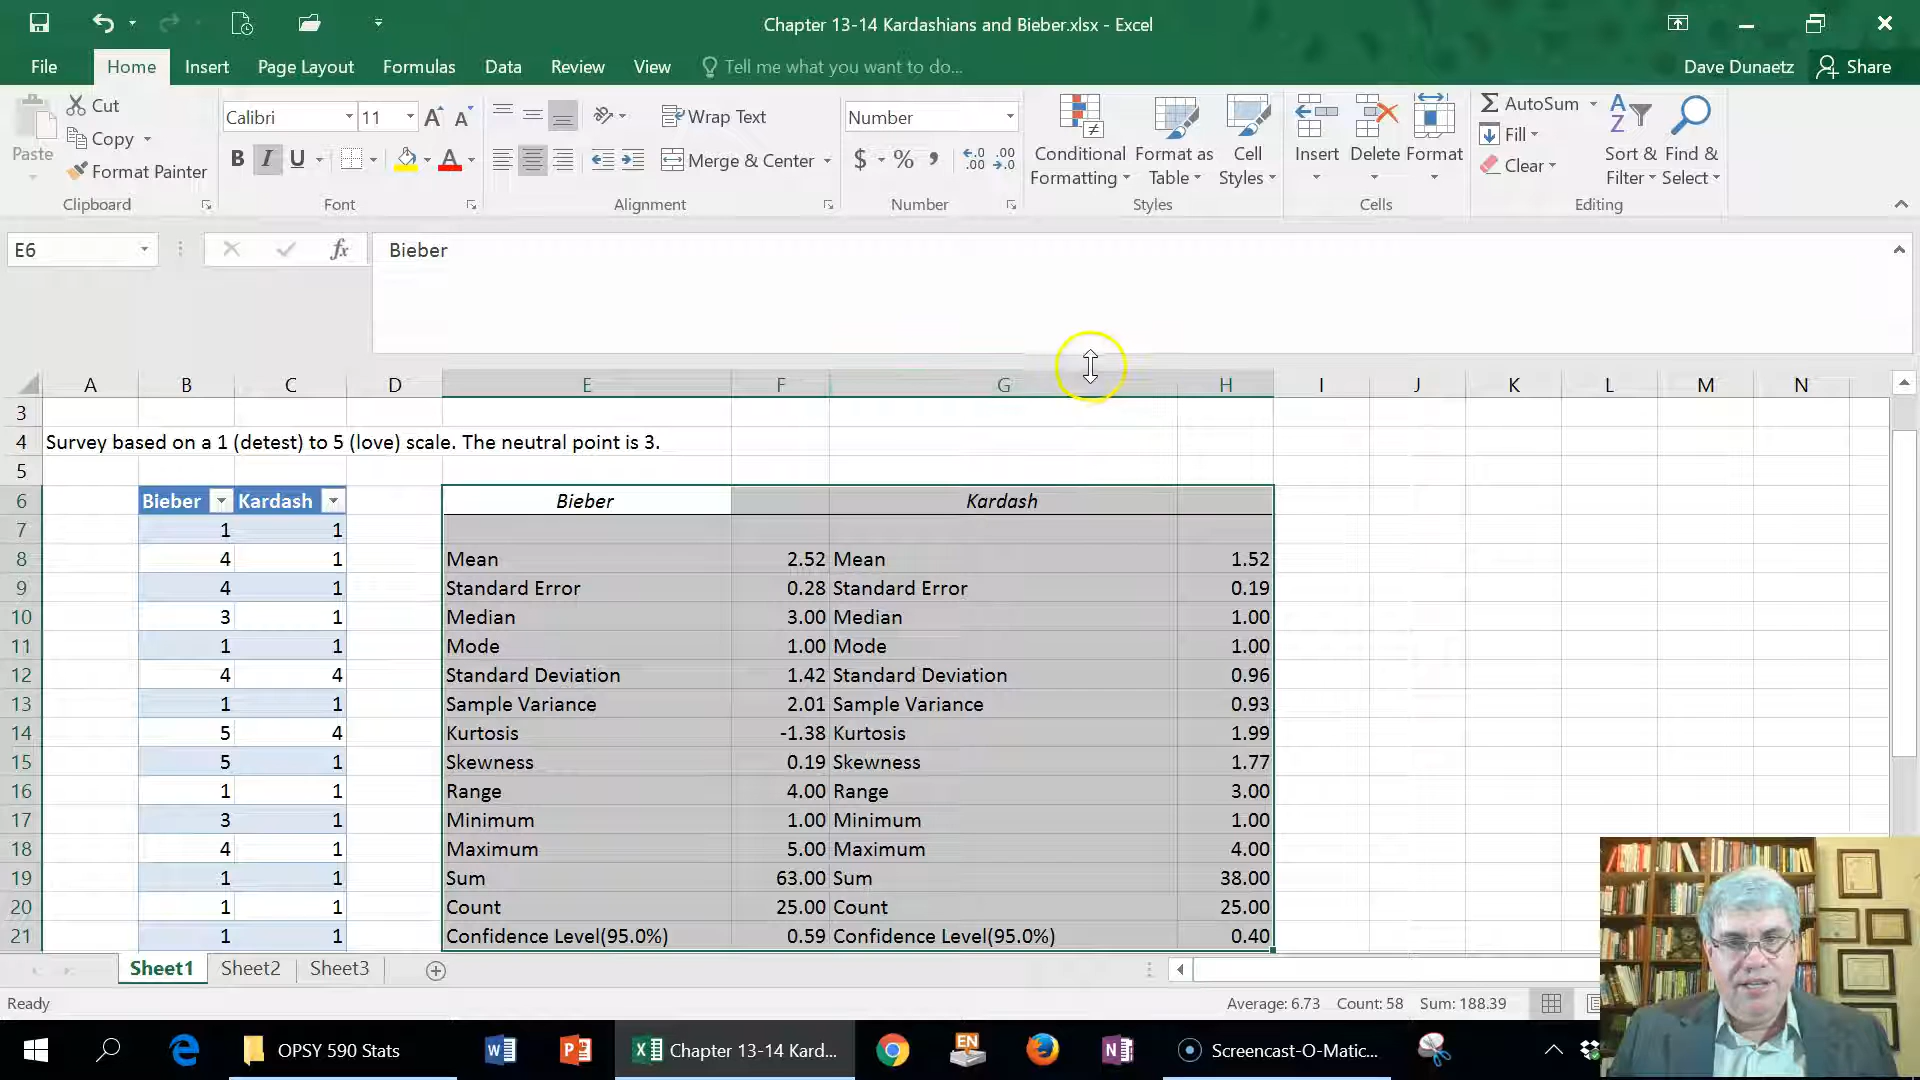 Chapter 13-14 Kardashians and Bieber.xlsx - Excel
File Home Insert Page Layout Formulas Data Review View Tell me what you want to do... Dave Dunaetz Share
Paste Cut Copy Format Painter Clipboard
Calibri 11 B I U A Font
Wrap Text Merge & Center Alignment
Number $ % , Number
Conditional Formatting Format as Table Cell Styles Styles
Insert Delete Format Cells
AutoSum Fill Clear Sort & Filter Find & Select Editing
E6 fx Bieber
A B C D E F G H I J K L M N
3
4 Survey based on a 1 (detest) to 5 (love) scale. The neutral point is 3.
5
6 Bieber Kardash Bieber Kardash
7 1 1
8 4 1 Mean 2.52 Mean 1.52
9 4 1 Standard Error 0.28 Standard Error 0.19
10 3 1 Median 3.00 Median 1.00
11 1 1 Mode 1.00 Mode 1.00
12 4 4 Standard Deviation 1.42 Standard Deviation 0.96
13 1 1 Sample Variance 2.01 Sample Variance 0.93
14 5 4 Kurtosis -1.38 Kurtosis 1.99
15 5 1 Skewness 0.19 Skewness 1.77
16 1 1 Range 4.00 Range 3.00
17 3 1 Minimum 1.00 Minimum 1.00
18 4 1 Maximum 5.00 Maximum 4.00
19 1 1 Sum 63.00 Sum 38.00
20 1 1 Count 25.00 Count 25.00
21 1 1 Confidence Level(95.0%) 0.59 Confidence Level(95.0%) 0.40
Sheet1 Sheet2 Sheet3
Ready Average: 6.73 Count: 58 Sum: 188.39
OPSY 590 Stats Chapter 13-14 Kard... EN Screencast-O-Matic...